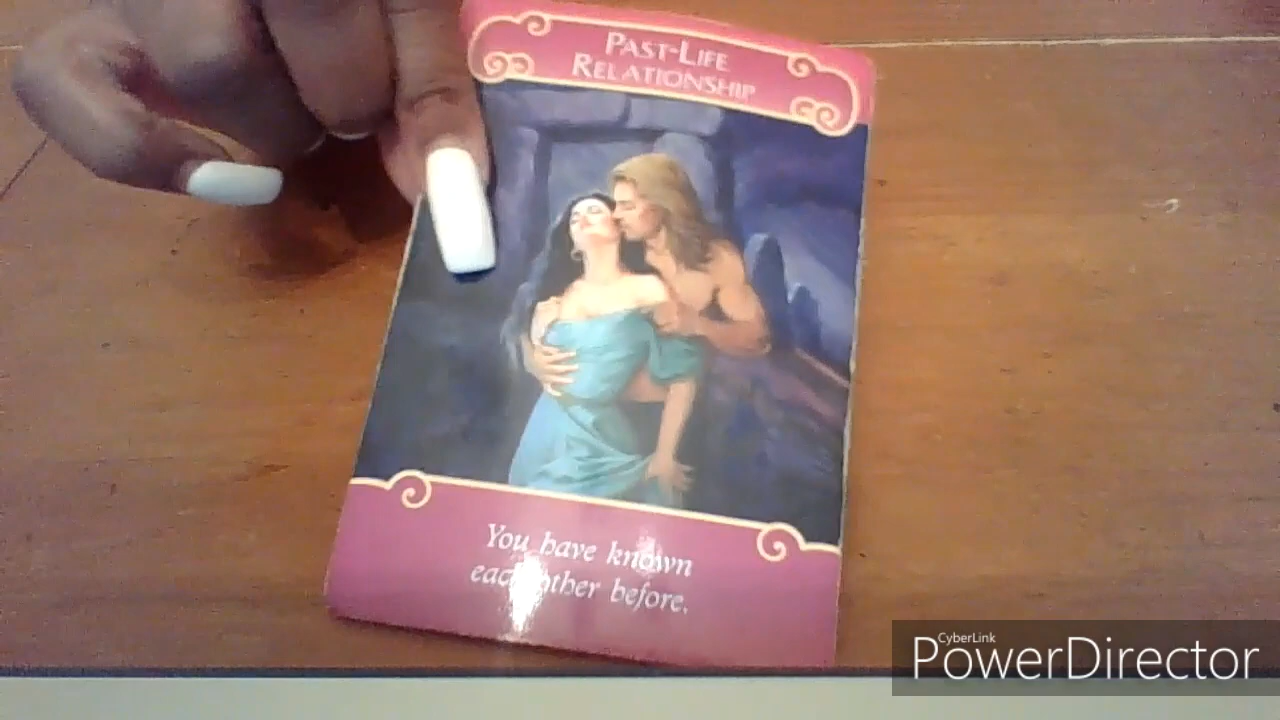 PAST-LIFE
RELATIONSHIP
You have known
each other before.
CyberLink
PowerDirector